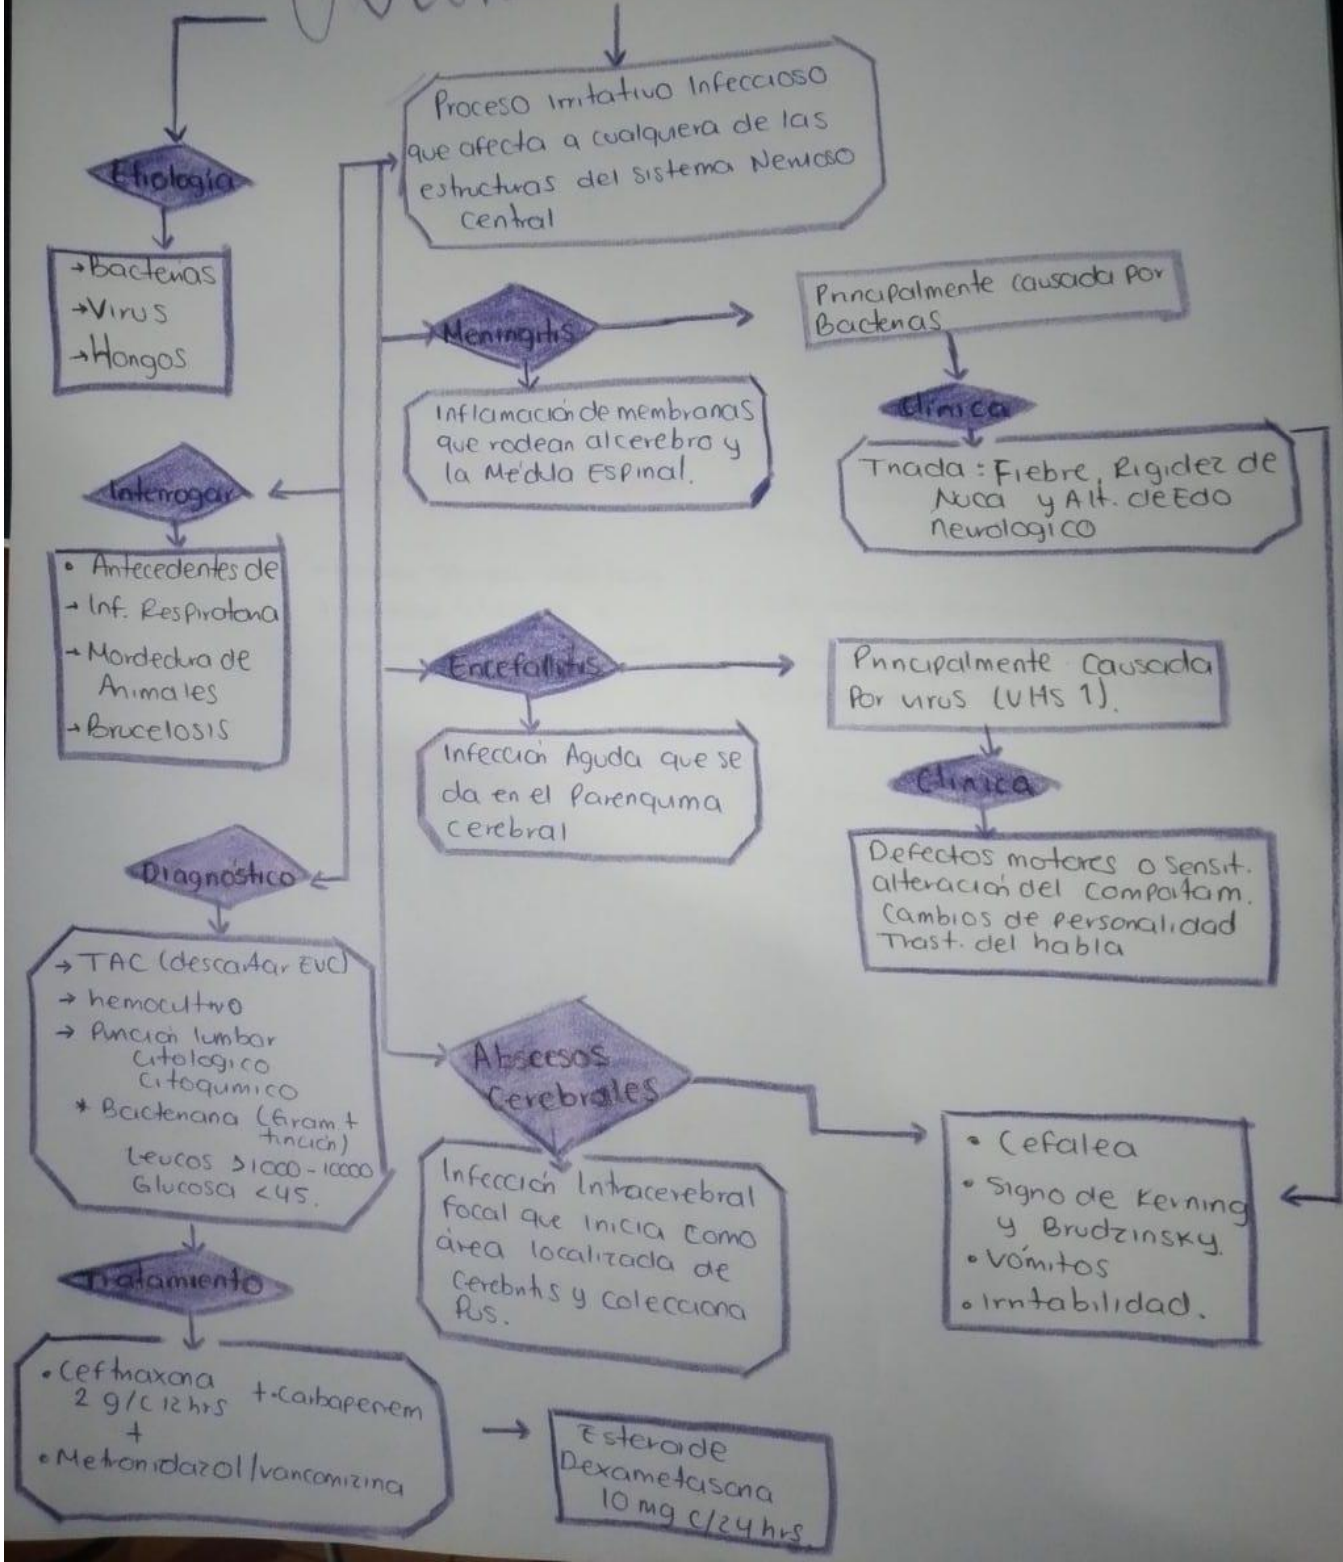 Etiología
→Bacterias
→Virus
→Hongos
Proceso Irritativo Infeccioso
que afecta a cualquiera de las
estructuras del sistema Nervioso
Central
Meningitis
Inflamación de membranas
que rodean al cerebro y
la Médula Espinal.
Principalmente causada por
Bacterias
Clínica
Triada: Fiebre, Rigidez de
Nuca y Alt. de Edo
neurologico
Interrogar
• Antecedentes de
→ Inf. Respiratoria
→ Mordedura de
Animales
→ Brucelosis
Encefalitis
Infección Aguda que se
da en el Parenquima
cerebral
Principalmente causada
Por virus (VHS 1).
Clínica
Defectos motores o sensit.
alteración del comportam.
Cambios de personalidad
Trast. del habla
Diagnóstico
→ TAC (descartar EVC)
→ hemocultivo
→ Punción lumbar
Citologico
Citoquimico
* Bacteriana (Gram +
tinción)
Leucos >1000-10000
Glucosa <45.
Abscesos
Cerebrales
Infección Intracerebral
focal que inicia como
área localizada de
Cerebritis y colecciona
Pus.
• Cefalea
• Signo de Kerning
y Brudzinsky.
• Vómitos
• Irritabilidad.
Tratamiento
• Ceftriaxona + Carbapenem
2 g/c 12 hrs
+
• Metronidazol/vancomizina
→ Esteroide
Dexametasona
10 mg c/24 hrs.